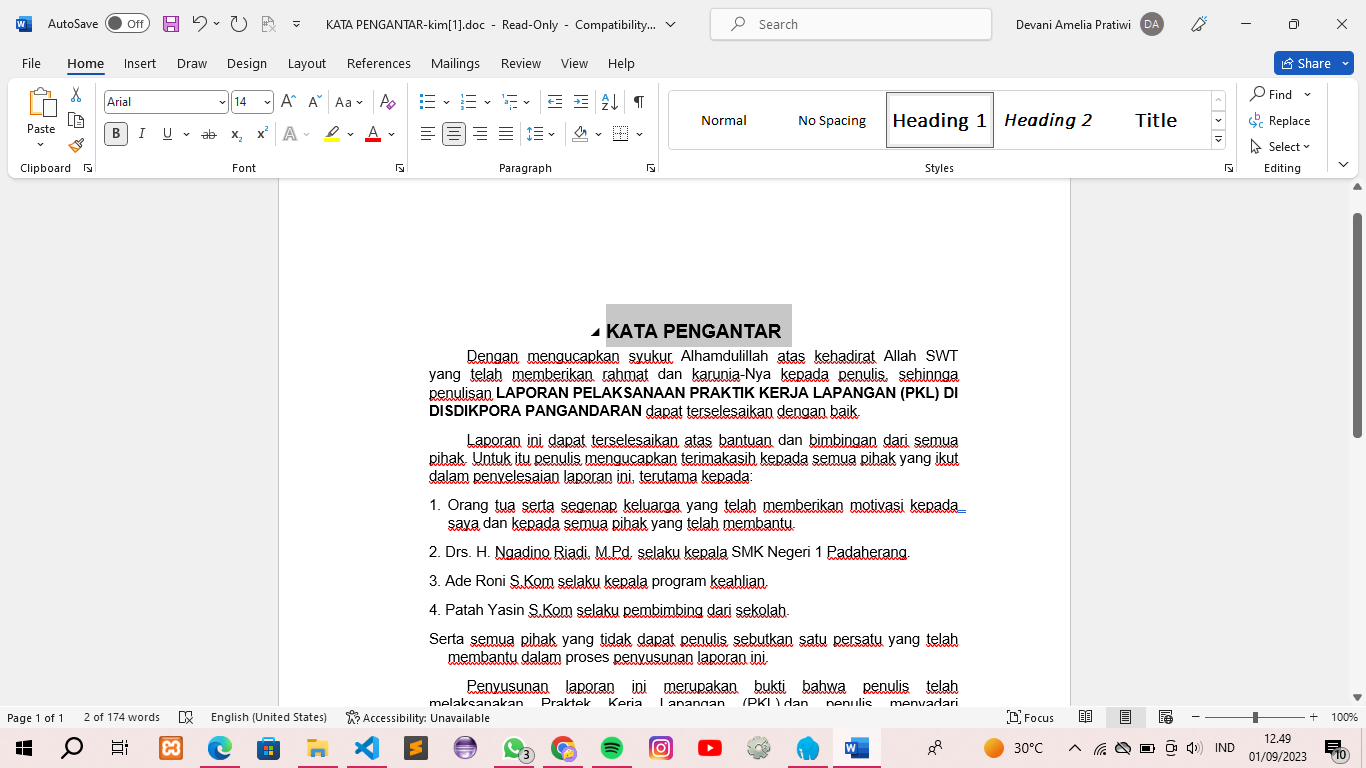 AutoSave Off KATA PENGANTAR-kim[1].doc - Read-Only - Compatibility... Search Devani Amelia Pratiwi DA
File Home Insert Draw Design Layout References Mailings Review View Help Share
Paste
Clipboard
Arial 14 Aa
B I U ab x2 x2 A A
Font
Paragraph
Normal No Spacing Heading 1 Heading 2 Title
Styles
Find
Replace
Select
Editing
KATA PENGANTAR
Dengan mengucapkan syukur Alhamdulillah atas kehadirat Allah SWT
yang telah memberikan rahmat dan karunia-Nya kepada penulis, sehinnga
penulisan LAPORAN PELAKSANAAN PRAKTIK KERJA LAPANGAN (PKL) DI
DISDIKPORA PANGANDARAN dapat terselesaikan dengan baik.
Laporan ini dapat terselesaikan atas bantuan dan bimbingan dari semua
pihak. Untuk itu penulis mengucapkan terimakasih kepada semua pihak yang ikut
dalam penyelesaian laporan ini, terutama kepada:
1. Orang tua serta segenap keluarga yang telah memberikan motivasi kepada
saya dan kepada semua pihak yang telah membantu.
2. Drs. H. Ngadino Riadi, M.Pd, selaku kepala SMK Negeri 1 Padaherang.
3. Ade Roni S.Kom selaku kepala program keahlian.
4. Patah Yasin S.Kom selaku pembimbing dari sekolah.
Serta semua pihak yang tidak dapat penulis sebutkan satu persatu yang telah
membantu dalam proses penyusunan laporan ini.
Penyusunan laporan ini merupakan bukti bahwa penulis telah
melaksanakan Praktek Kerja Lapangan (PKL) dan penulis menyadari
Page 1 of 1 2 of 174 words English (United States) Accessibility: Unavailable Focus 100%
3 30°C IND 12.49
01/09/2023 10